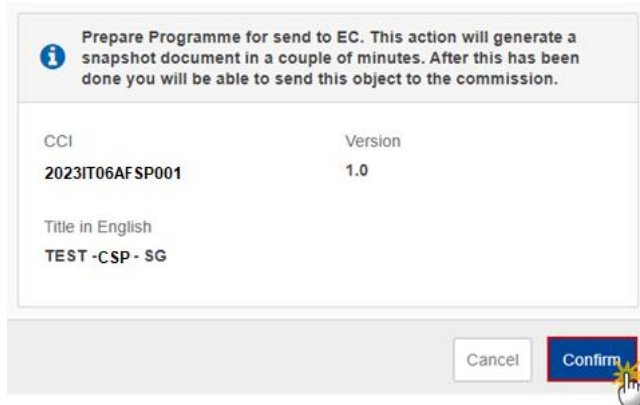 Prepare Programme for send to EC. This action will generate a
snapshot document in a couple of minutes. After this has been
done you will be able to send this object to the commission.
CCI Version
2023IT06AFSP001 1.0
Title in English
TEST -CSP - SG
Cancel Confirm